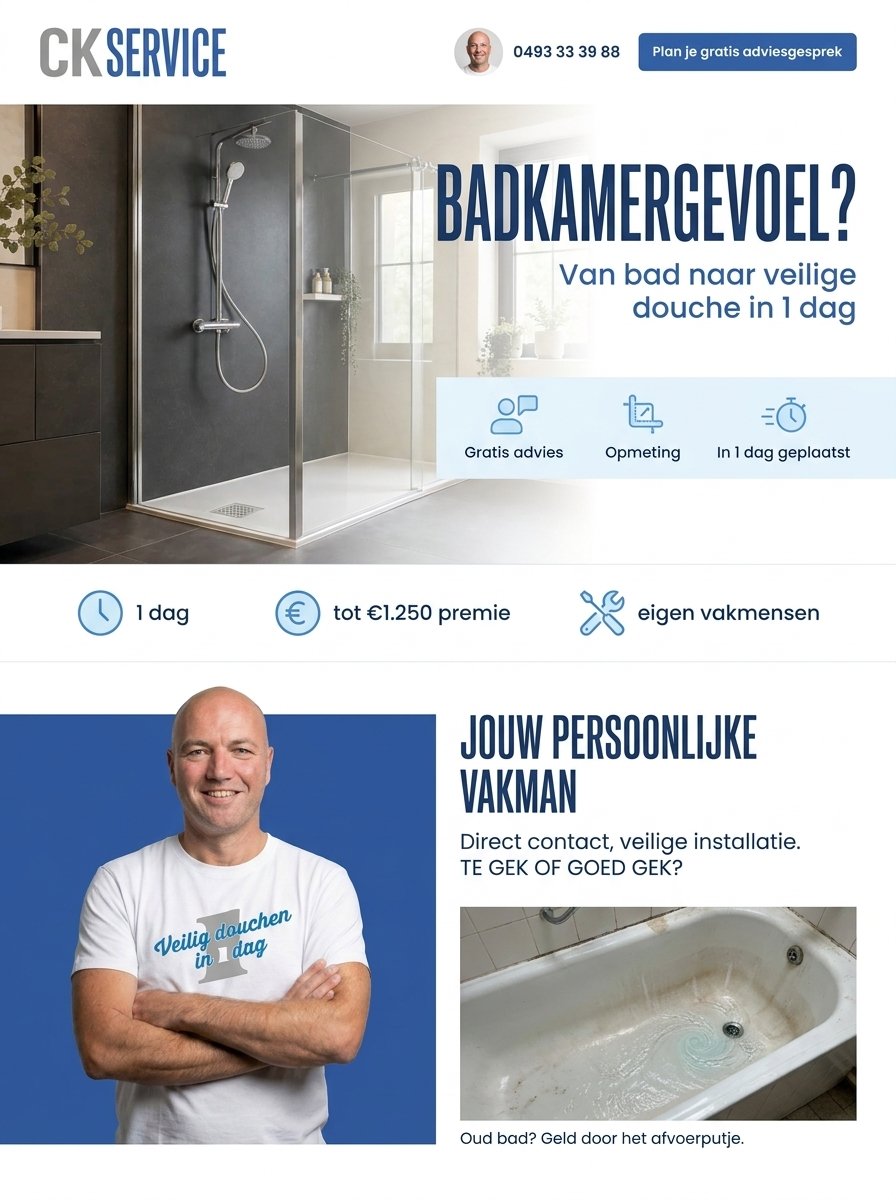 CK SERVICE
0493 33 39 88
Plan je gratis adviesgesprek
BADKAMERGEVOEL?
Van bad naar veilige
douche in 1 dag
Gratis advies
Opmeting
In 1 dag geplaatst
1 dag
tot €1.250 premie
eigen vakmensen
JOUW PERSOONLIJKE
VAKMAN
Direct contact, veilige installatie.
TE GEK OF GOED GEK?
Veilig douchen
in 1 dag
Oud bad? Geld door het afvoerputje.